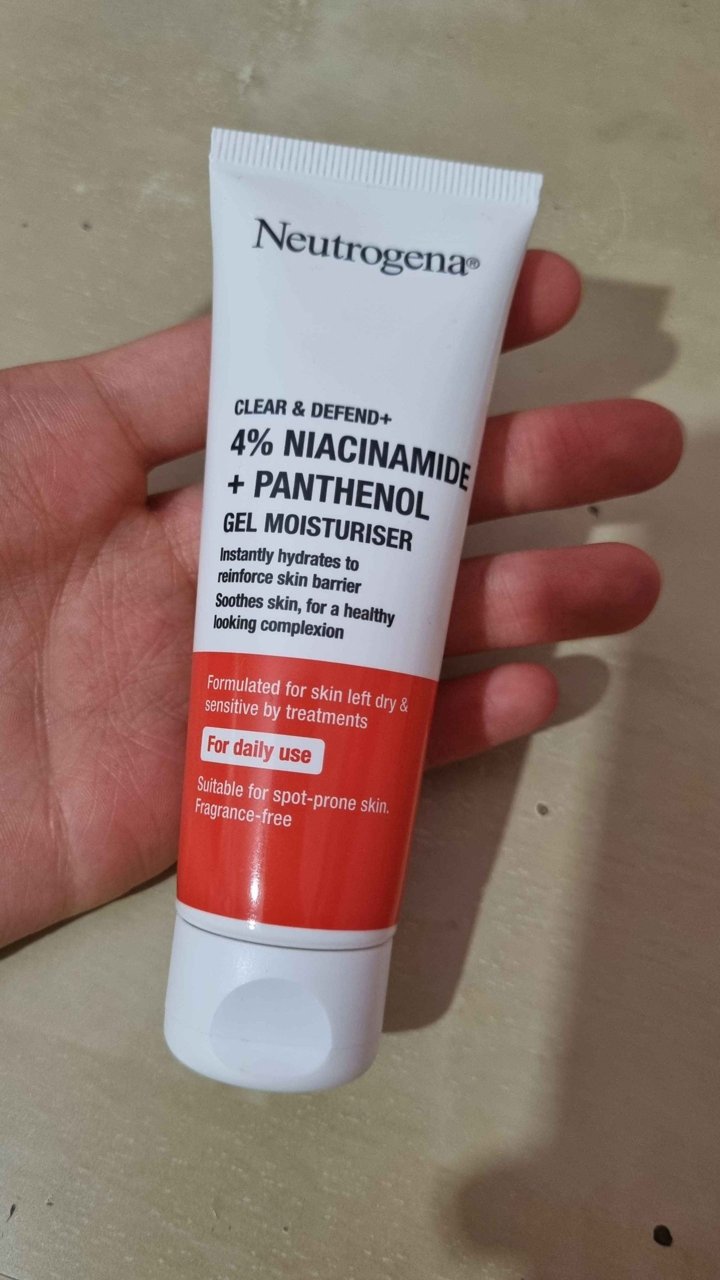 Neutrogena®
CLEAR & DEFEND+
4% NIACINAMIDE
+ PANTHENOL
GEL MOISTURISER
Instantly hydrates to
reinforce skin barrier
Soothes skin, for a healthy
looking complexion
Formulated for skin left dry &
sensitive by treatments
For daily use
Suitable for spot-prone skin.
Fragrance-free